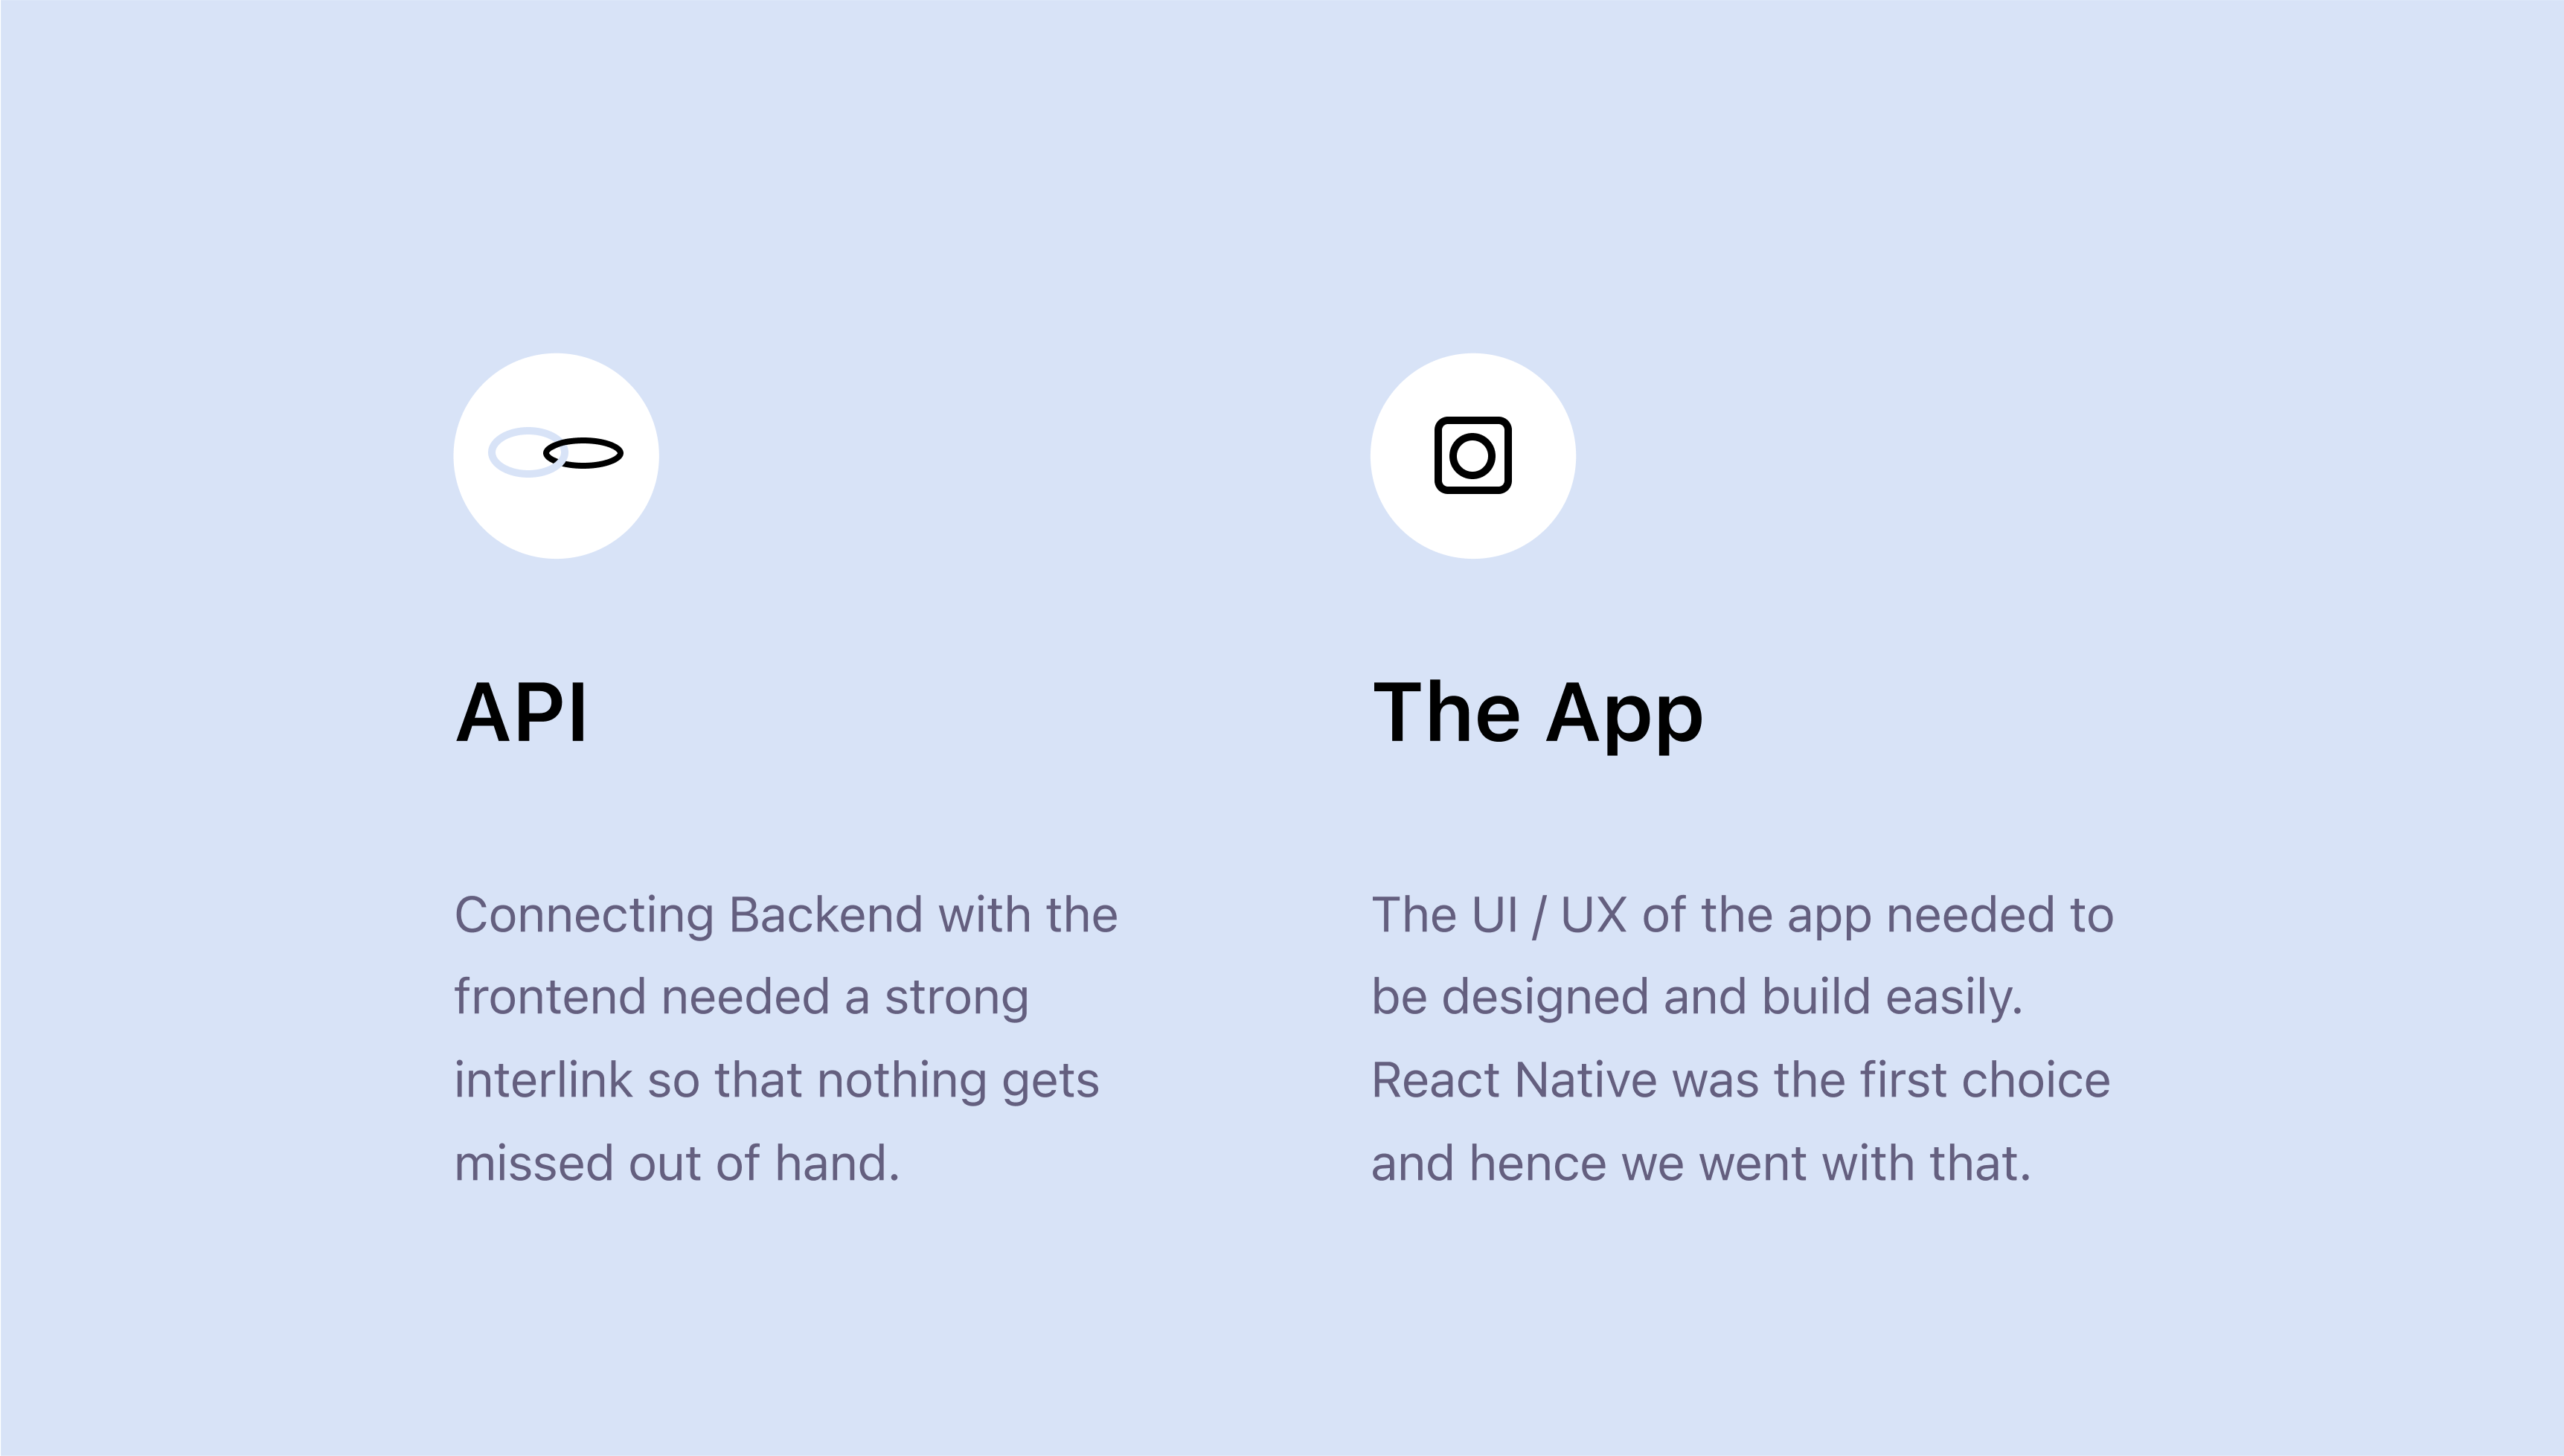 API
Connecting Backend with the
frontend needed a strong
interlink so that nothing gets
missed out of hand.
The App
The UI / UX of the app needed to
be designed and build easily.
React Native was the first choice
and hence we went with that.